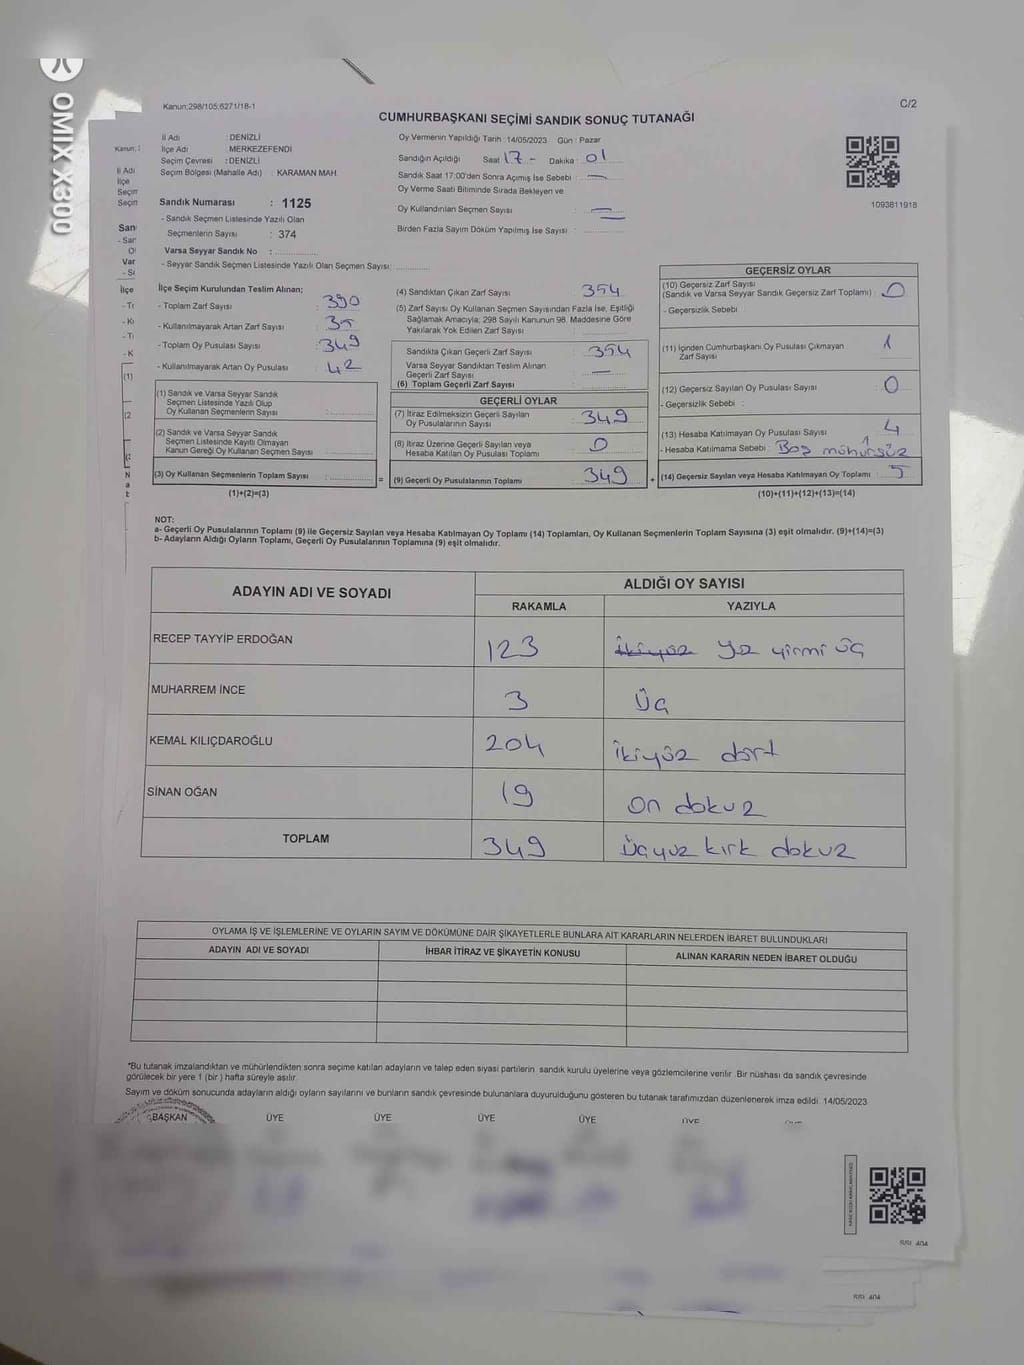 OMIX X300
Kanun;298/105;6271/18-1
C/2
CUMHURBAŞKANI SEÇİMİ SANDIK SONUÇ TUTANAĞI
İl Adı : DENİZLİ
İlçe Adı : MERKEZEFENDİ
Seçim Çevresi : DENİZLİ
Seçim Bölgesi (Mahalle Adı) : KARAMAN MAH.
Sandık Numarası : 1125
- Sandık Seçmen Listesinde Yazılı Olan
Seçmenlerin Sayısı : 374
Varsa Seyyar Sandık No :
- Seyyar Sandık Seçmen Listesinde Yazılı Olan Seçmen Sayısı
Oy Vermenin Yapıldığı Tarih : 14/05/2023 Gün : Pazar
Sandığın Açıldığı Saat 17 - Dakika : 01
Sandık Saat 17:00'den Sonra Açımış İse Sebebi :
Oy Verme Saati Bitiminde Sırada Bekleyen ve
Oy Kullandırılan Seçmen Sayısı :
Birden Fazla Sayım Döküm Yapılmış İse Sayısı :
1093811918
İlçe Seçim Kurulundan Teslim Alınan;
- Toplam Zarf Sayısı : 390
- Kullanılmayarak Artan Zarf Sayısı :
- Toplam Oy Pusulası Sayısı : 349
- Kullanılmayarak Artan Oy Pusulası : 42
(1) Sandık ve Varsa Seyyar Sandık
Seçmen Listesinde Yazılı Olup
Oy Kullanan Seçmenlerin Sayısı :
(2) Sandık ve Varsa Seyyar Sandık
Seçmen Listesinde Kayıtlı Olmayan
Kanun Gereği Oy Kullanan Seçmen Sayısı :
(3) Oy Kullanan Seçmenlerin Toplam Sayısı :
(1)+(2)=(3)
(4) Sandıktan Çıkan Zarf Sayısı : 354
(5) Zarf Sayısı Oy Kullanan Seçmen Sayısından Fazla İse, Eşitliği
Sağlamak Amacıyla; 298 Sayılı Kanunun 98. Maddesine Göre
Yakılarak Yok Edilen Zarf Sayısı :
Sandıkta Çıkan Geçerli Zarf Sayısı : 354
Varsa Seyyar Sandıktan Teslim Alınan
Geçerli Zarf Sayısı :
(6) Toplam Geçerli Zarf Sayısı :
GEÇERLİ OYLAR
(7) İtiraz Edilmeksizin Geçerli Sayılan
Oy Pusulalarının Sayısı : 349
(8) İtiraz Üzerine Geçerli Sayılan veya
Hesaba Katılan Oy Pusulası Toplamı : 0
= (9) Geçerli Oy Pusulalarının Toplamı : 349 +
GEÇERSİZ OYLAR
(10) Geçersiz Zarf Sayısı
(Sandık ve Varsa Seyyar Sandık Geçersiz Zarf Toplamı) : 0
- Geçersizlik Sebebi :
(11) İçinden Cumhurbaşkanı Oy Pusulası Çıkmayan
Zarf Sayısı : 1
(12) Geçersiz Sayılan Oy Pusulası Sayısı : 0
- Geçersizlik Sebebi :
(13) Hesaba Katılmayan Oy Pusulası Sayısı : 4
- Hesaba Katılmama Sebebi : Boş 1 mühürsüz
(14) Geçersiz Sayılan veya Hesaba Katılmayan Oy Toplamı : 5
(10)+(11)+(12)+(13)=(14)
NOT:
a- Geçerli Oy Pusulalarının Toplamı (9) ile Geçersiz Sayılan veya Hesaba Katılmayan Oy Toplamı (14) Toplamları, Oy Kullanan Seçmenlerin Toplam Sayısına (3) eşit olmalıdır. (9)+(14)=(3)
b- Adayların Aldığı Oyların Toplamı, Geçerli Oy Pusulalarının Toplamına (9) eşit olmalıdır.
ADAYIN ADI VE SOYADI
ALDIĞI OY SAYISI
RAKAMLA YAZIYLA
RECEP TAYYİP ERDOĞAN 123 ikiyüz yüz yirmi üç
MUHARREM İNCE 3 üç
KEMAL KILIÇDAROĞLU 204 ikiyüz dört
SİNAN OĞAN 19 on dokuz
TOPLAM 349 üçyüz kırk dokuz
OYLAMA İŞ VE İŞLEMLERİNE VE OYLARIN SAYIM VE DÖKÜMÜNE DAİR ŞİKAYETLERLE BUNLARA AİT KARARLARIN NELERDEN İBARET BULUNDUKLARI
ADAYIN ADI VE SOYADI İHBAR İTİRAZ VE ŞİKAYETİN KONUSU ALINAN KARARIN NEDEN İBARET OLDUĞU
*Bu tutanak imzalandıktan ve mühürlendikten sonra seçime katılan adayların ve talep eden siyasi partilerin sandık kurulu üyelerine veya gözlemcilerine verilir. Bir nüshası da sandık çevresinde
görülecek bir yere 1 (bir ) hafta süreyle asılır.
Sayım ve döküm sonucunda adayların aldığı oyların sayılarını ve bunların sandık çevresinde bulunanlara duyurulduğunu gösteren bu tutanak tarafımızdan düzenlenerek imza edildi. 14/05/2023
BAŞKAN ÜYE ÜYE ÜYE ÜYE ÜYE
SSI: 404
SSI: 404